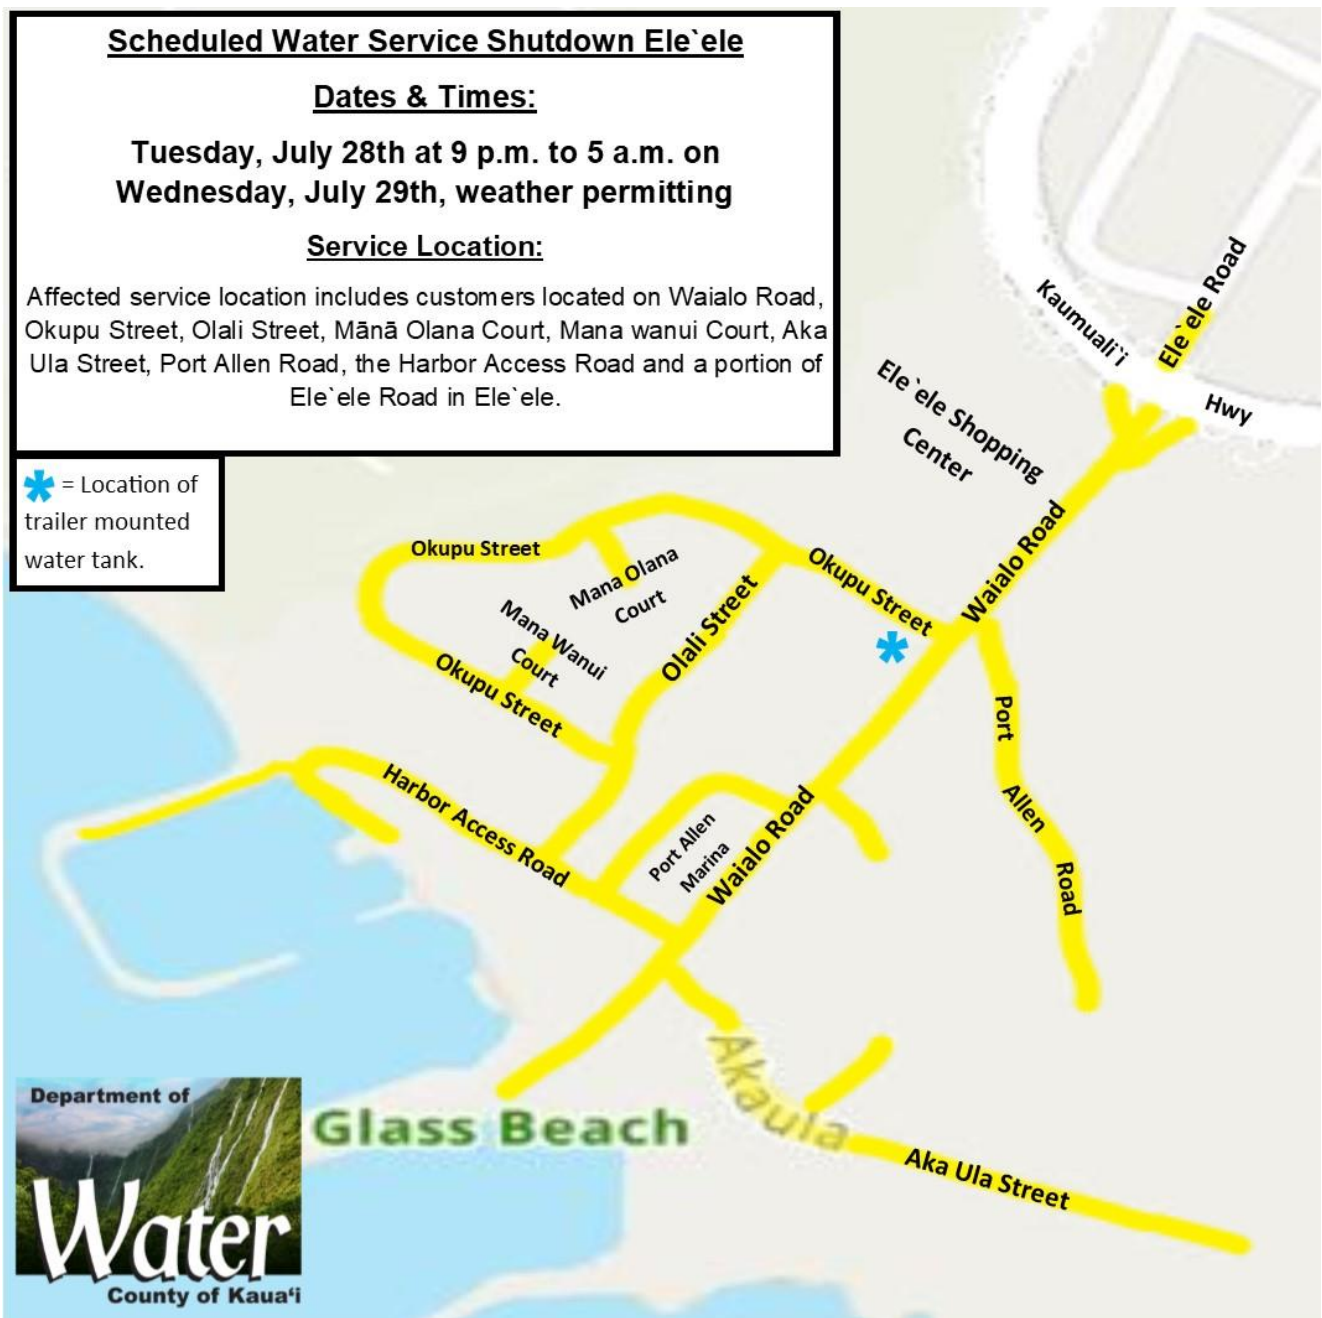 Scheduled Water Service Shutdown Ele`ele
Dates & Times:
Tuesday, July 28th at 9 p.m. to 5 a.m. on
Wednesday, July 29th, weather permitting
Service Location:
Affected service location includes customers located on Waialo Road,
Okupu Street, Olali Street, Mānā Olana Court, Mana wanui Court, Aka
Ula Street, Port Allen Road, the Harbor Access Road and a portion of
Ele`ele Road in Ele`ele.
* = Location of
trailer mounted
water tank.
Kaumuali`i
Hwy
Ele`ele Road
Ele`ele Shopping
Center
Waialo Road
Okupu Street
Okupu Street
Mana Olana
Court
Mana Wanui
Court
Olali Street
Okupu Street
*
Port
Allen
Road
Harbor Access Road
Port Allen
Marina
Waialo Road
Akaula
Aka Ula Street
Glass Beach
Department of
Water
County of Kauaʻi